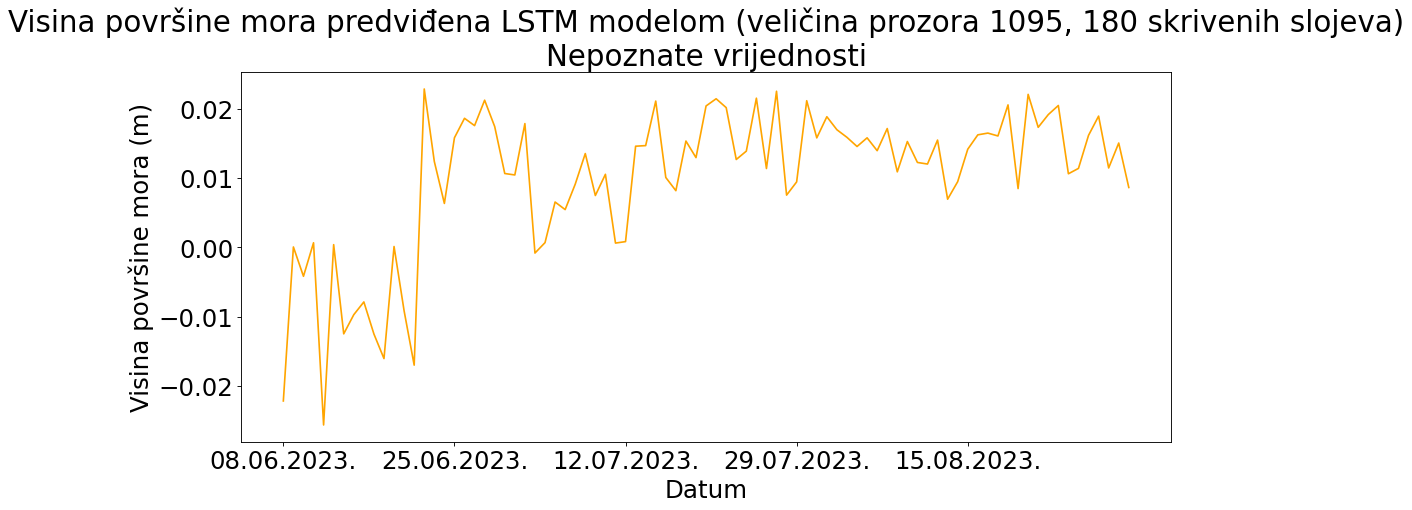 Visina površine mora predviđena LSTM modelom (veličina prozora 1095, 180 skrivenih slojeva)
Nepoznate vrijednosti
Visina površine mora (m)
0.02
0.01
0.00
−0.01
−0.02
08.06.2023. 25.06.2023. 12.07.2023. 29.07.2023. 15.08.2023.
Datum